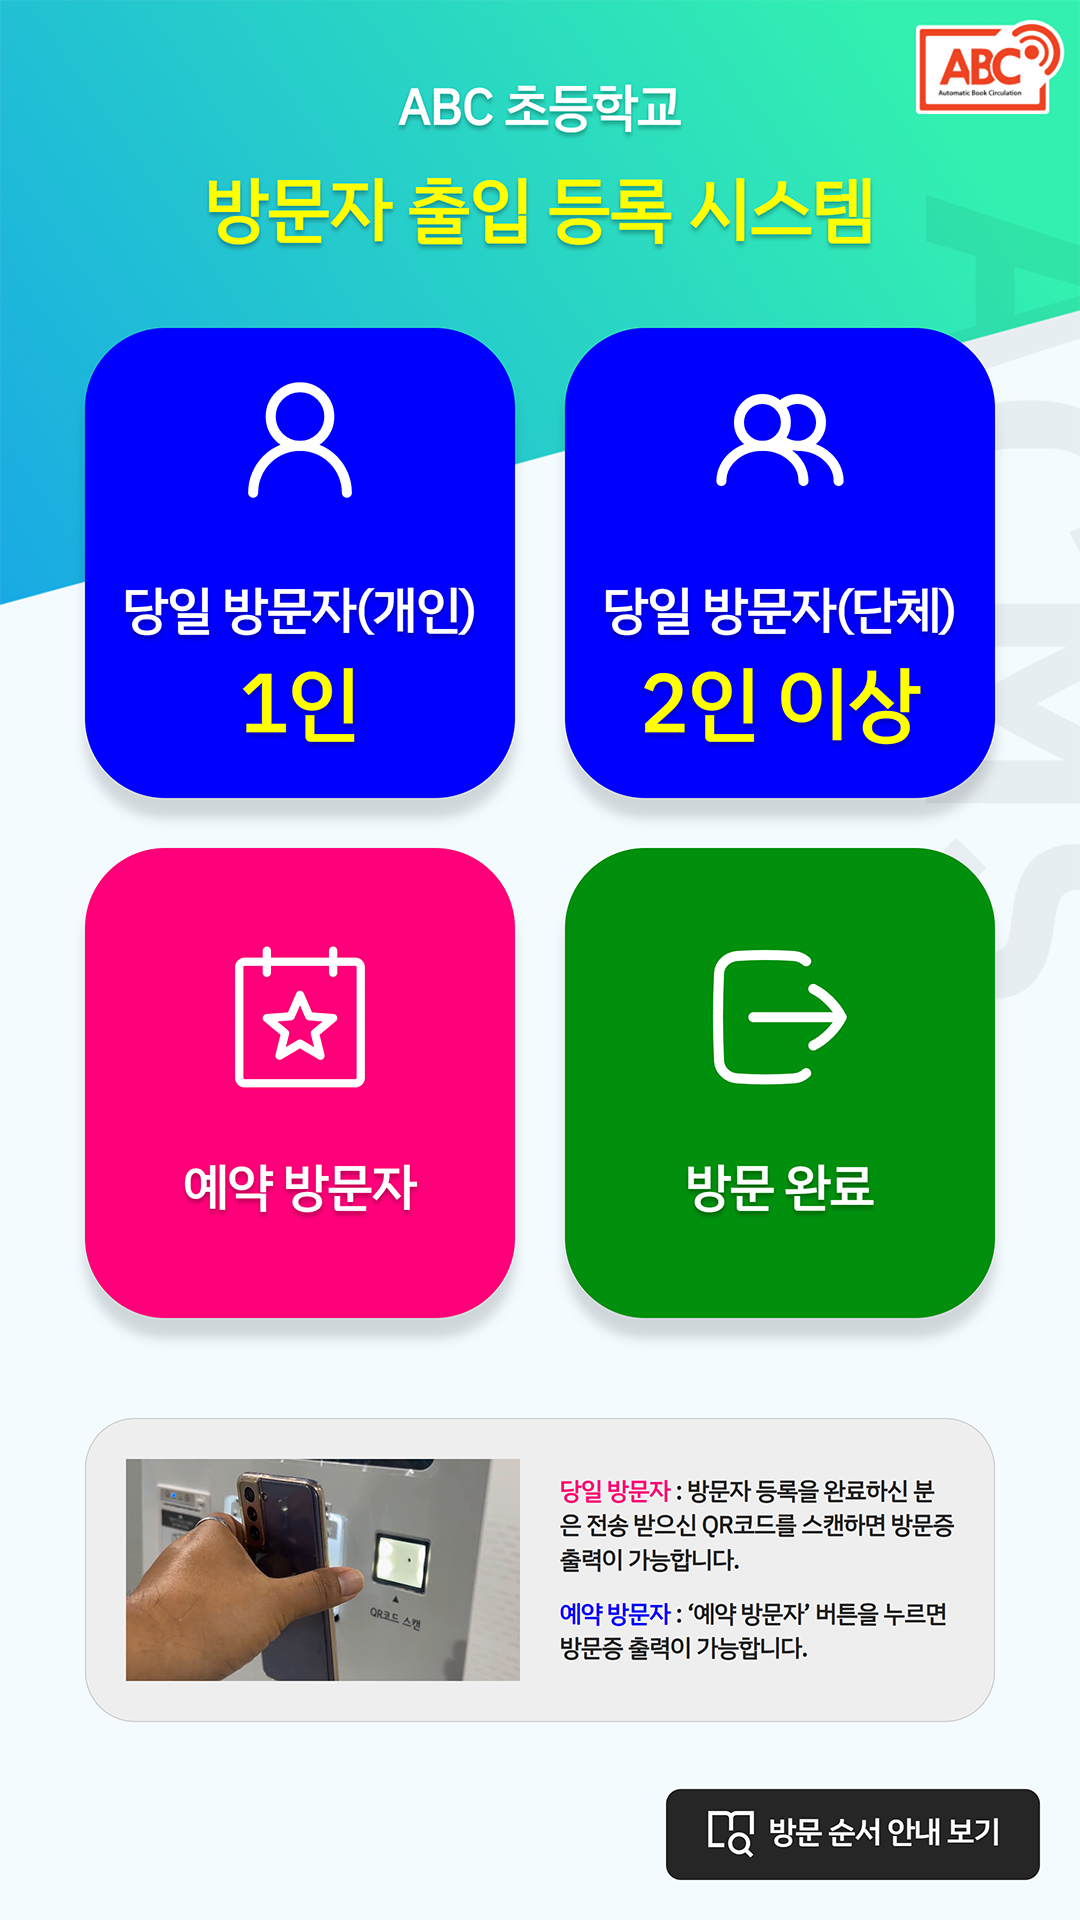 ABC
Automatic Book Circulation
ABC 초등학교
방문자 출입 등록 시스템
당일 방문자(개인)
1인
당일 방문자(단체)
2인 이상
예약 방문자
방문 완료
ACMS
QR코드 스캔
당일 방문자 : 방문자 등록을 완료하신 분
은 전송 받으신 QR코드를 스캔하면 방문증
출력이 가능합니다.
예약 방문자 : ‘예약 방문자’ 버튼을 누르면
방문증 출력이 가능합니다.
방문 순서 안내 보기